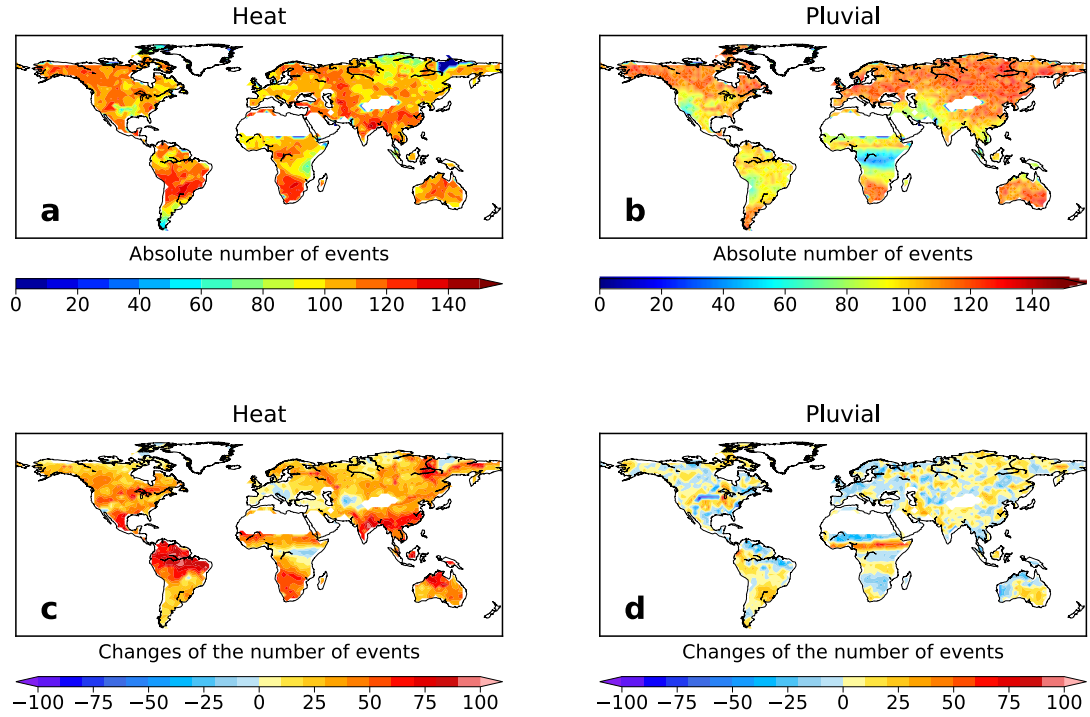 Heat
Pluvial
a
b
Absolute number of events
Absolute number of events
0 20 40 60 80 100 120 140
0 20 40 60 80 100 120 140
Heat
Pluvial
c
d
Changes of the number of events
Changes of the number of events
−100 −75 −50 −25 0 25 50 75 100
−100 −75 −50 −25 0 25 50 75 100